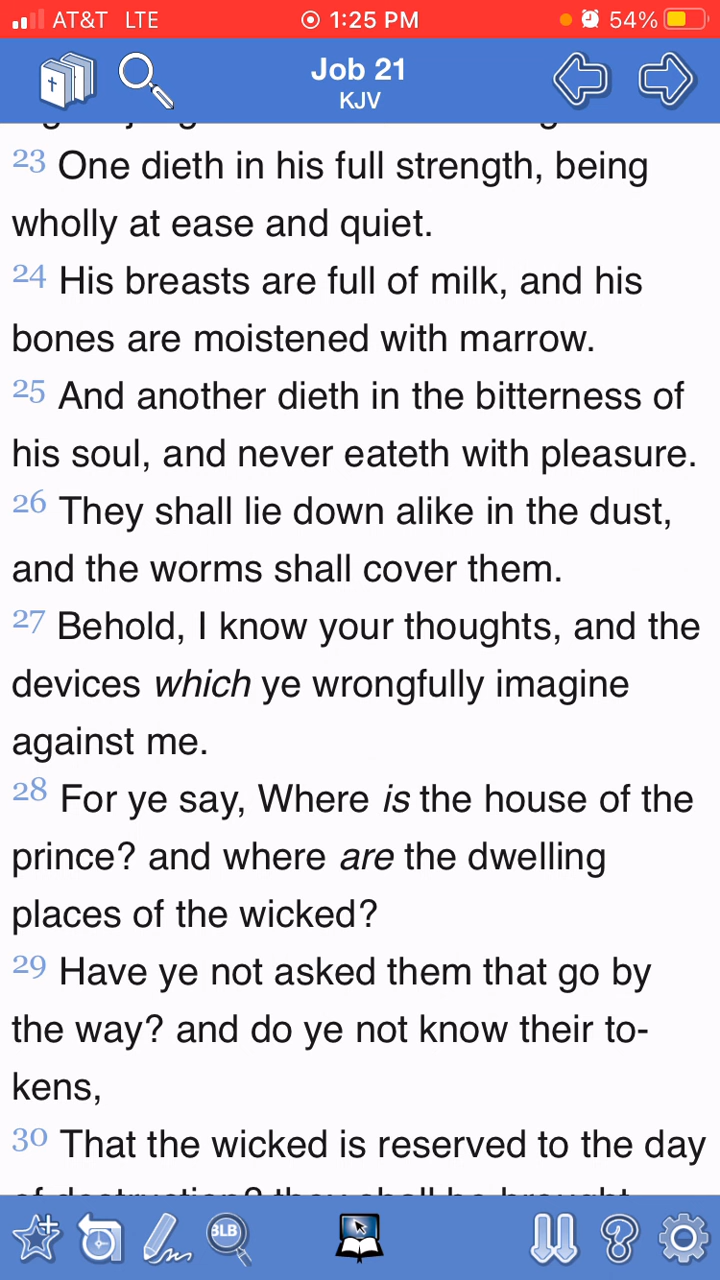 AT&T LTE 1:25 PM 54%
Job 21
KJV
23 One dieth in his full strength, being
wholly at ease and quiet.
24 His breasts are full of milk, and his
bones are moistened with marrow.
25 And another dieth in the bitterness of
his soul, and never eateth with pleasure.
26 They shall lie down alike in the dust,
and the worms shall cover them.
27 Behold, I know your thoughts, and the
devices which ye wrongfully imagine
against me.
28 For ye say, Where is the house of the
prince? and where are the dwelling
places of the wicked?
29 Have ye not asked them that go by
the way? and do ye not know their to-
kens,
30 That the wicked is reserved to the day
of destruction? they shall be brought
BLB